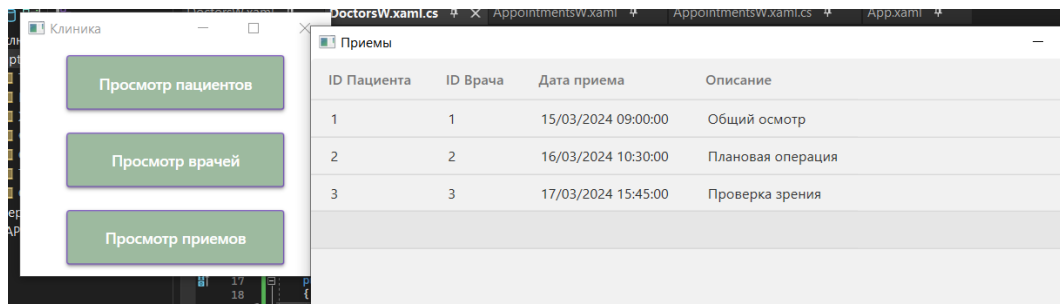 DoctorsW.xaml.cs AppointmentsW.xaml AppointmentsW.xaml.cs App.xaml
Клиника
Просмотр пациентов
Просмотр врачей
Просмотр приемов
Приемы
ID Пациента ID Врача Дата приема Описание
1 1 15/03/2024 09:00:00 Общий осмотр
2 2 16/03/2024 10:30:00 Плановая операция
3 3 17/03/2024 15:45:00 Проверка зрения
17
18 {